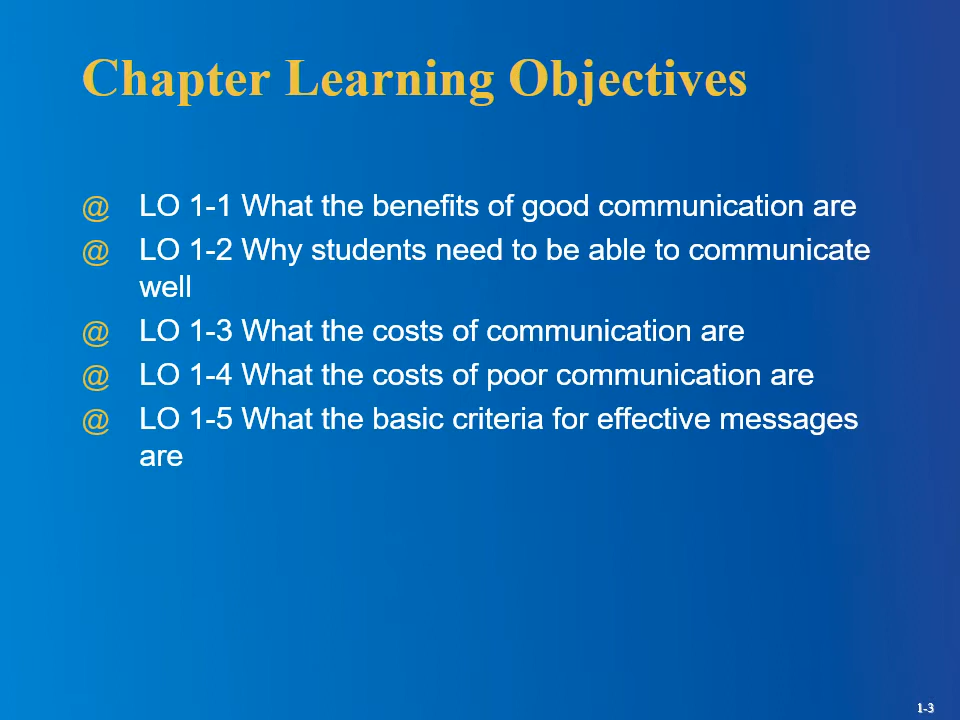 Chapter Learning Objectives
@ LO 1-1 What the benefits of good communication are
@ LO 1-2 Why students need to be able to communicate
well
@ LO 1-3 What the costs of communication are
@ LO 1-4 What the costs of poor communication are
@ LO 1-5 What the basic criteria for effective messages
are
1-3